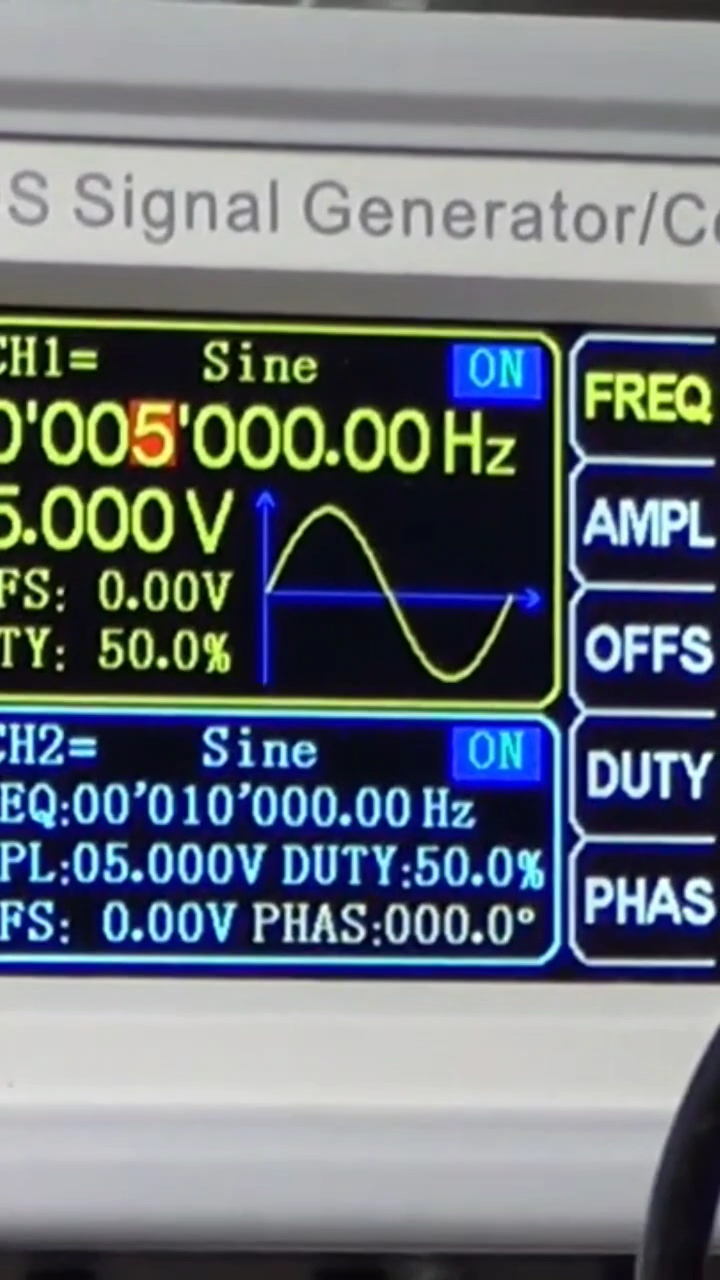 S Signal Generator/Co
CH1= Sine ON
0'005'000.00 Hz
5.000 V
FS: 0.00V
TY: 50.0%
CH2= Sine ON
EQ:00'010'000.00 Hz
PL:05.000V DUTY:50.0%
FS: 0.00V PHAS:000.0°
FREQ
AMPL
OFFS
DUTY
PHAS